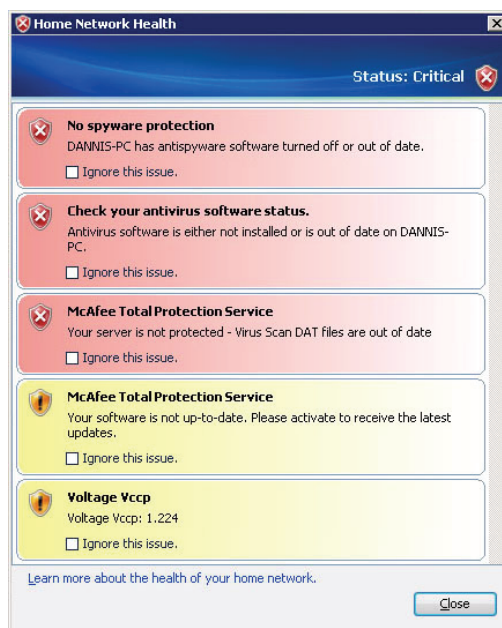 Home Network Health
Status: Critical
No spyware protection
DANNIS-PC has antispyware software turned off or out of date.
Ignore this issue.
Check your antivirus software status.
Antivirus software is either not installed or is out of date on DANNIS-
PC.
Ignore this issue.
McAfee Total Protection Service
Your server is not protected - Virus Scan DAT files are out of date
Ignore this issue.
McAfee Total Protection Service
Your software is not up-to-date. Please activate to receive the latest
updates.
Ignore this issue.
Voltage Vccp
Voltage Vccp: 1.224
Ignore this issue.
Learn more about the health of your home network.
Close